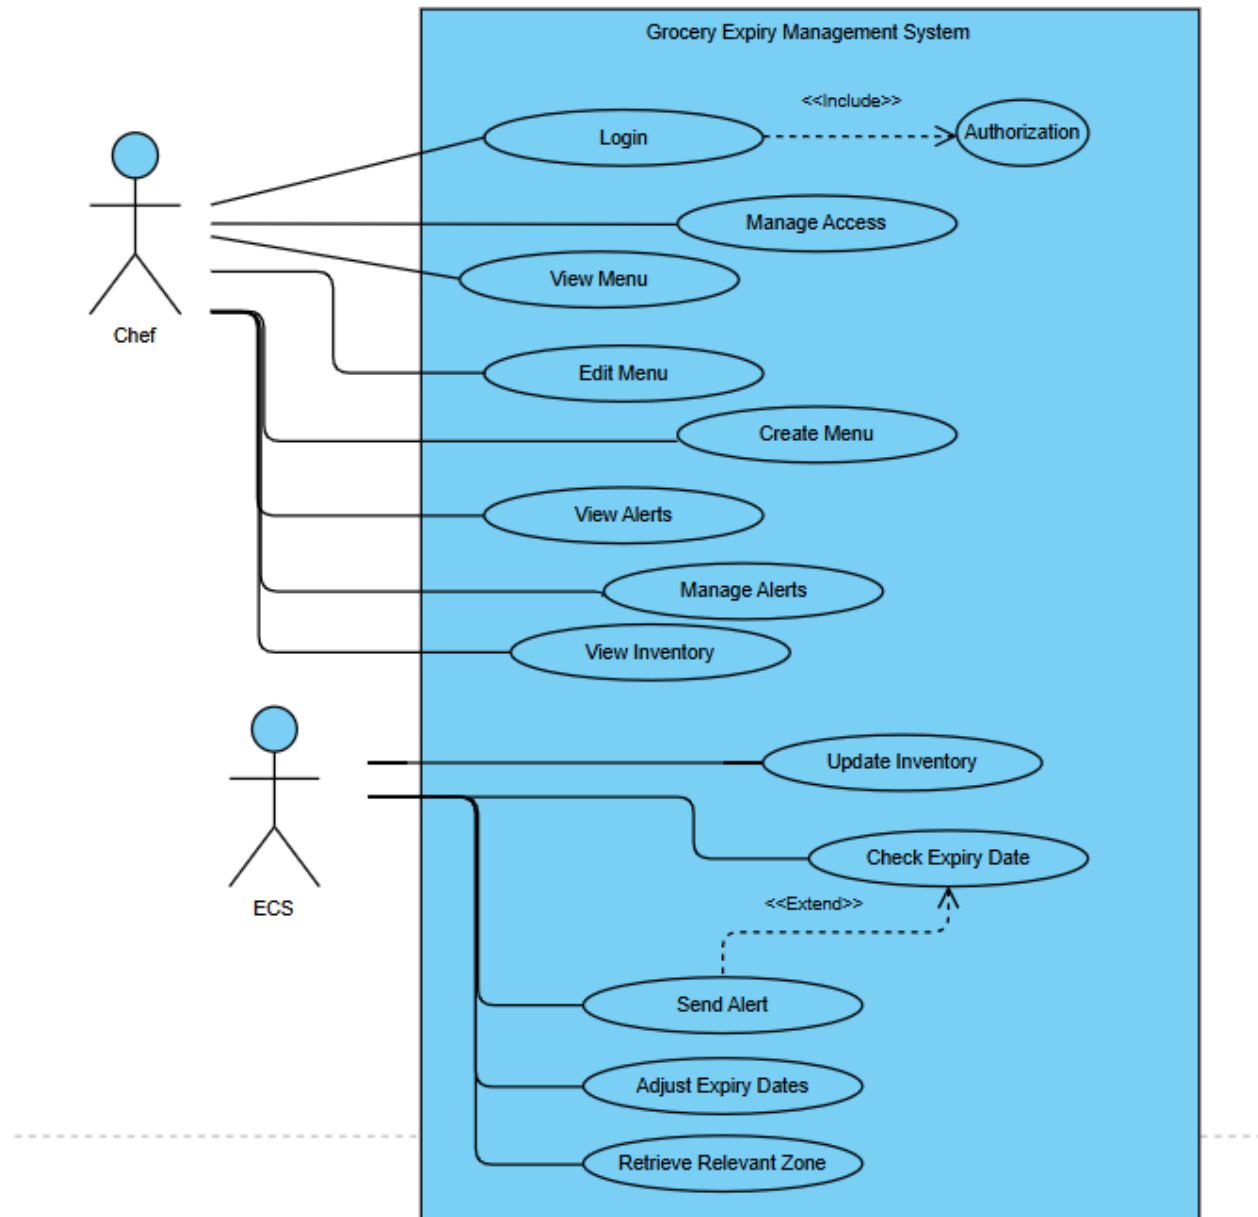 Grocery Expiry Management System
<<Include>>
Login
Authorization
Manage Access
View Menu
Chef
Edit Menu
Create Menu
View Alerts
Manage Alerts
View Inventory
Update Inventory
Check Expiry Date
<<Extend>>
ECS
Send Alert
Adjust Expiry Dates
Retrieve Relevant Zone